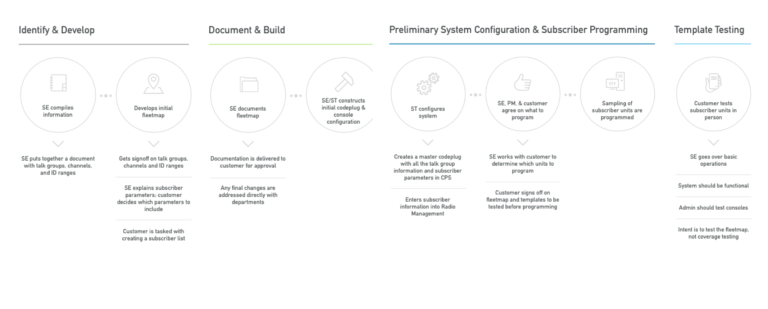 Identify & Develop
SE compiles
information
SE puts together a document
with talk groups, channels,
and ID ranges
Develops initial
fleetmap
Gets signoff on talk groups,
channels and ID ranges
SE explains subscriber
parameters; customer
decides which parameters to
include
Customer is tasked with
creating a subscriber list
Document & Build
SE documents
fleetmap
Documentation is delivered to
customer for approval
Any final changes are
addressed directly with
departments
SE/ST constructs
initial codeplug &
console
configuration
Preliminary System Configuration & Subscriber Programming
ST configures
system
Creates a master codeplug
with all the talk group
information and subscriber
parameters in CPS
Enters subscriber
information into Radio
Management
SE, PM, & customer
agree on what to
program
SE works with customer to
determine which units to
program
Customer signs off on
fleetmap and templates to be
tested before programming
Sampling of
subscriber units are
programmed
Template Testing
Customer tests
subscriber units in
person
SE goes over basic
operations
System should be functional
Admin should test consoles
Intent is to test the fleetmap,
not coverage testing